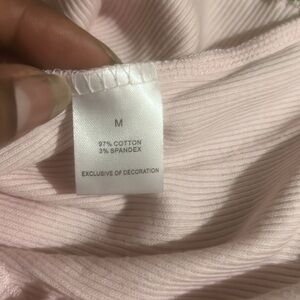 M
97% COTTON
3% SPANDEX
EXCLUSIVE OF DECORATION